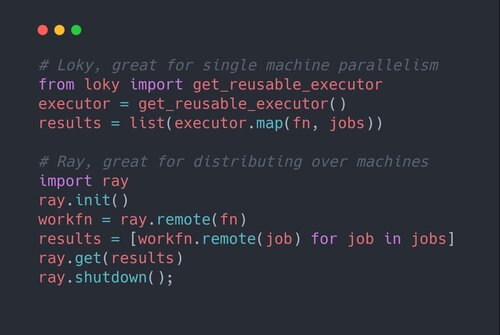 # Loky, great for single machine parallelism
from loky import get_reusable_executor
executor = get_reusable_executor()
results = list(executor.map(fn, jobs))
# Ray, great for distributing over machines
import ray
ray.init()
workfn = ray.remote(fn)
results = [workfn.remote(job) for job in jobs]
ray.get(results)
ray.shutdown();